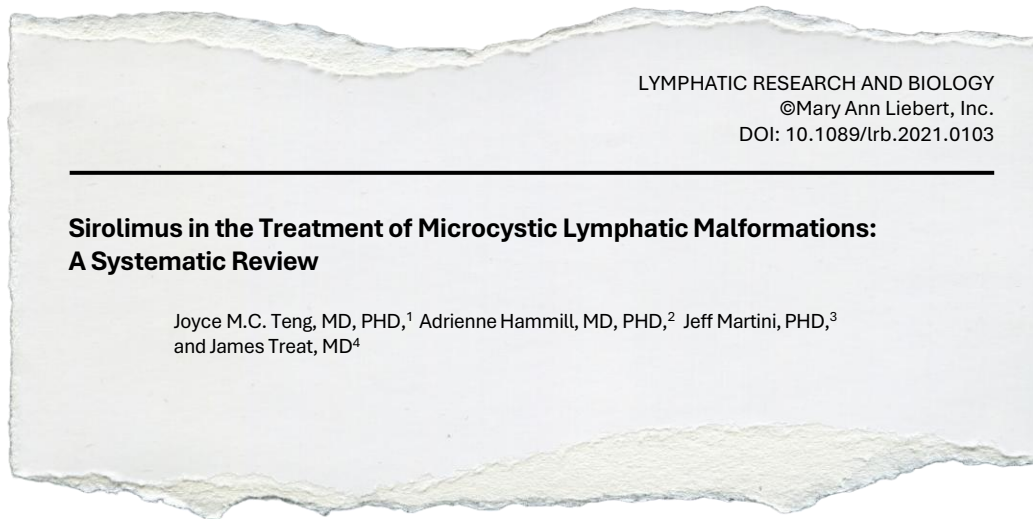 LYMPHATIC RESEARCH AND BIOLOGY
©Mary Ann Liebert, Inc.
DOI: 10.1089/lrb.2021.0103
Sirolimus in the Treatment of Microcystic Lymphatic Malformations:
A Systematic Review
Joyce M.C. Teng, MD, PHD,¹ Adrienne Hammill, MD, PHD,² Jeff Martini, PHD,³
and James Treat, MD⁴